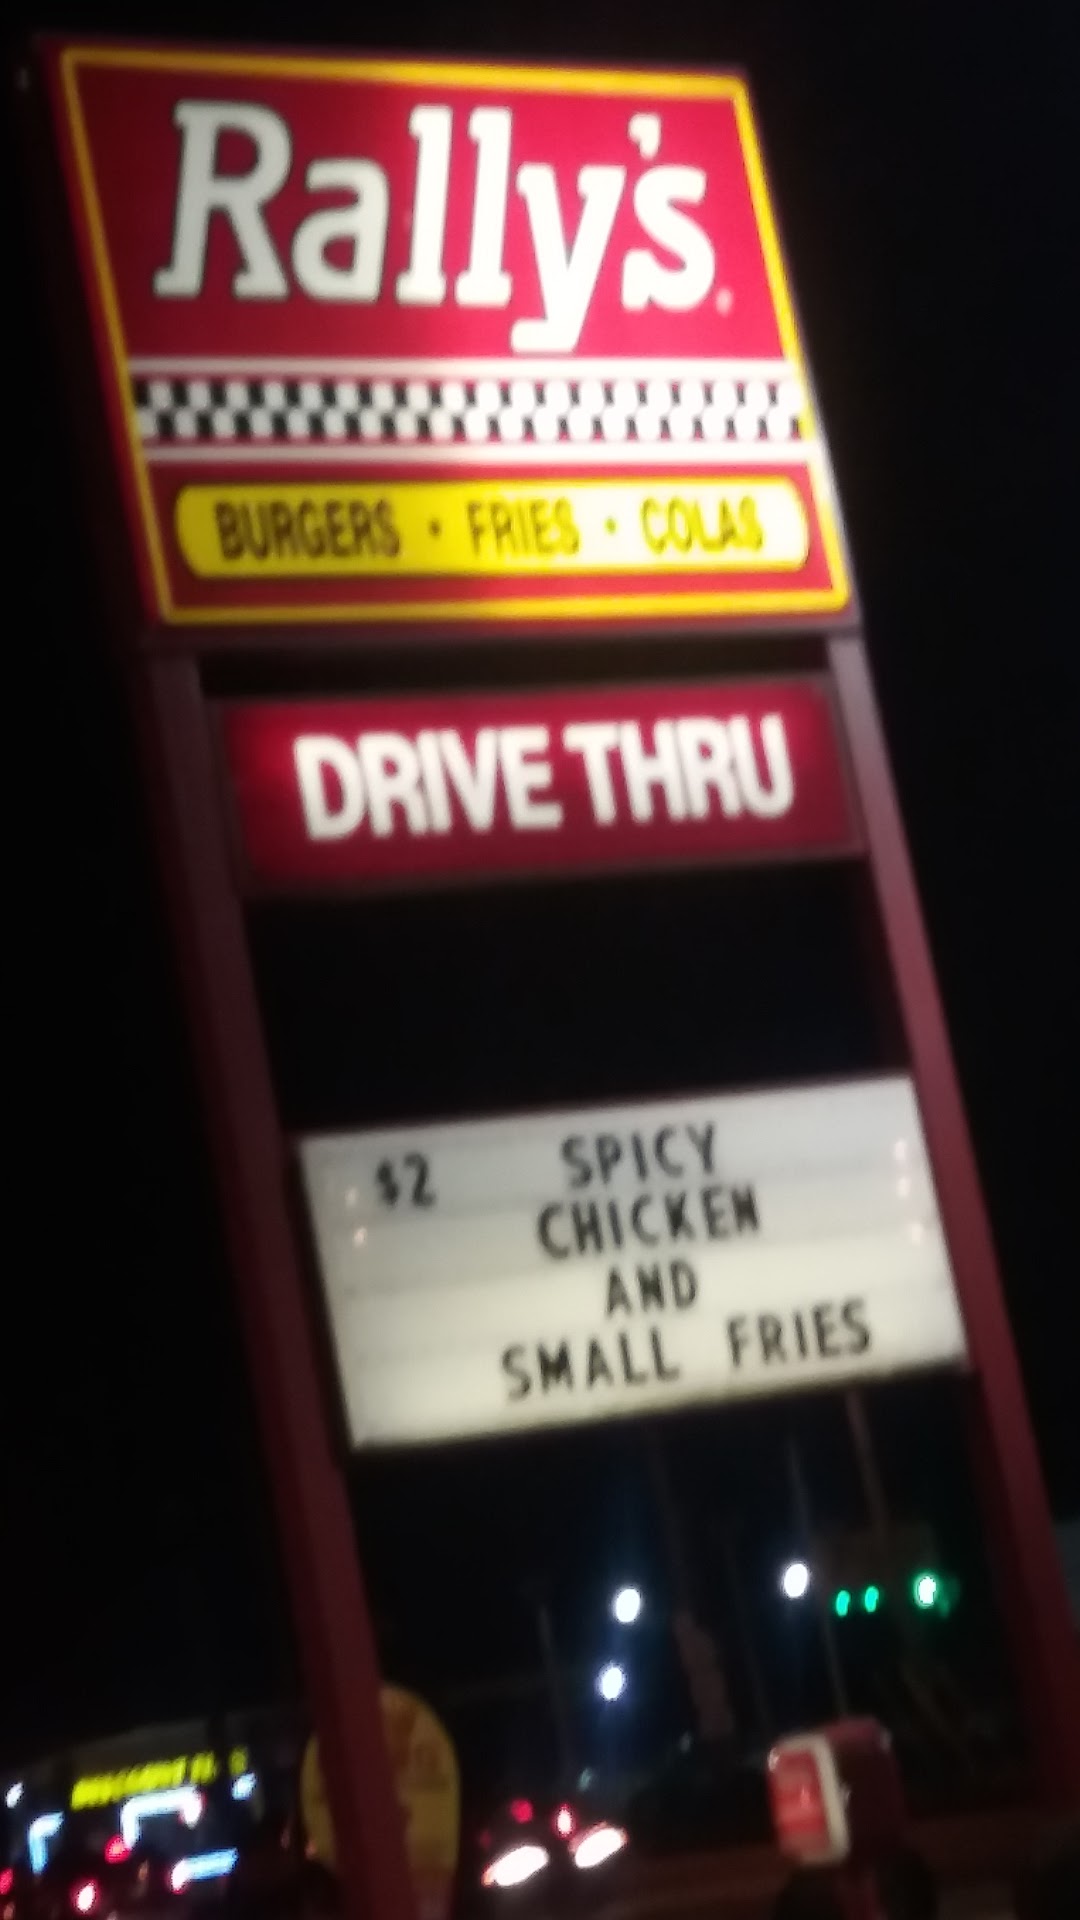 Rally's
BURGERS • FRIES • COLAS
DRIVE THRU
$2 SPICY
CHICKEN
AND
SMALL FRIES